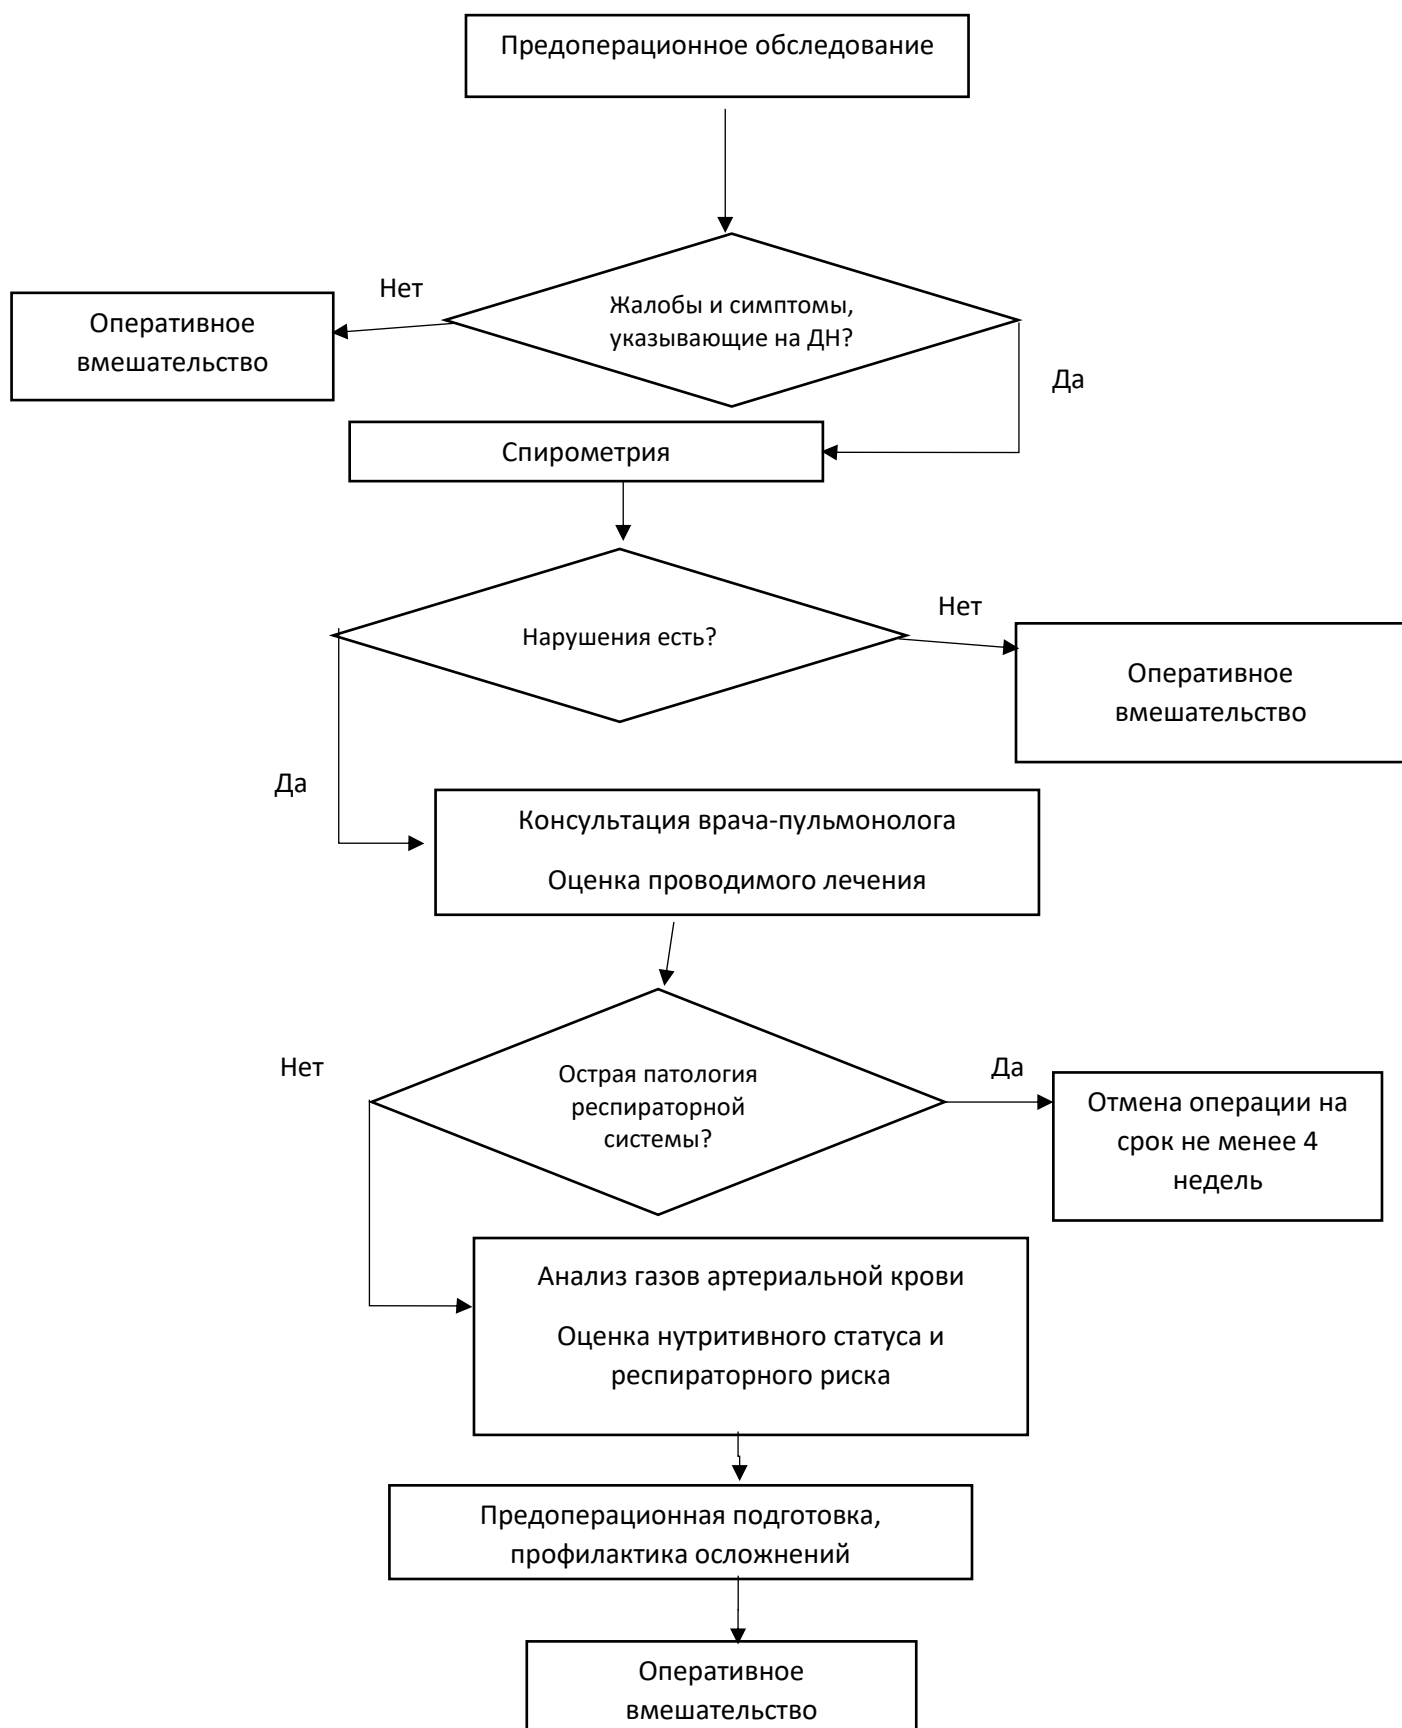 Предоперационное обследование
Нет
Жалобы и симптомы,
указывающие на ДН?
Оперативное
вмешательство
Да
Спирометрия
Нет
Нарушения есть?
Оперативное
вмешательство
Да
Консультация врача-пульмонолога
Оценка проводимого лечения
Нет
Острая патология
респираторной
системы?
Да
Отмена операции на
срок не менее 4
недель
Анализ газов артериальной крови
Оценка нутритивного статуса и
респираторного риска
Предоперационная подготовка,
профилактика осложнений
Оперативное
вмешательство